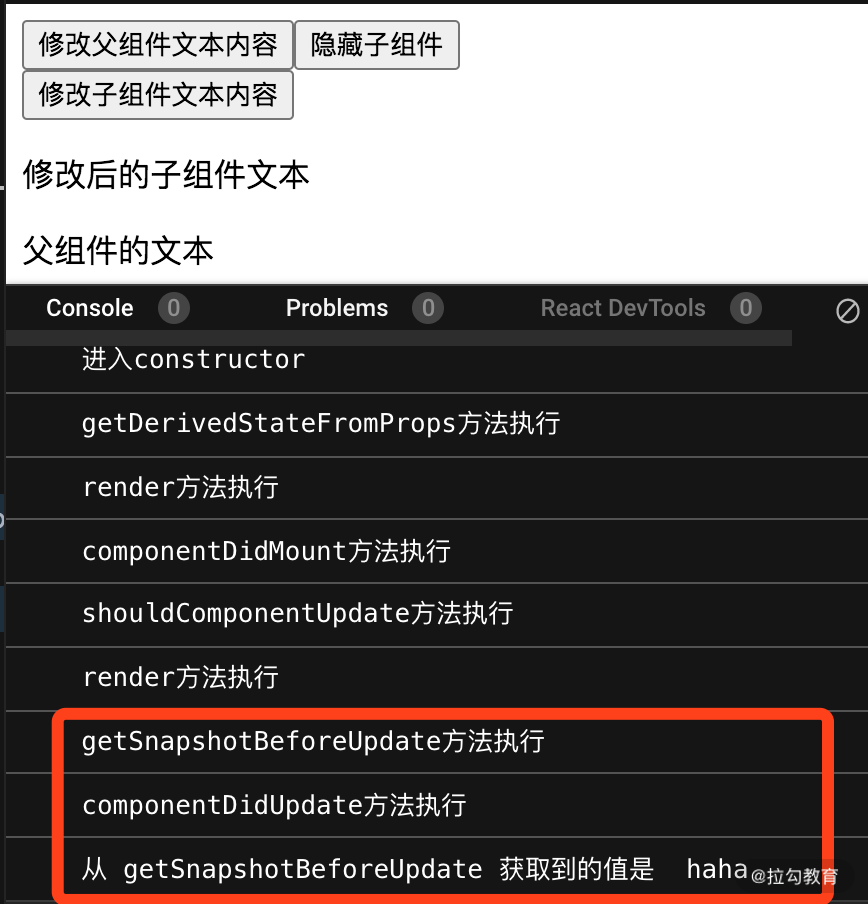 修改父组件文本内容 隐藏子组件
修改子组件文本内容
修改后的子组件文本
父组件的文本
Console 0 Problems 0 React DevTools 0
进入constructor
getDerivedStateFromProps方法执行
render方法执行
componentDidMount方法执行
shouldComponentUpdate方法执行
render方法执行
getSnapshotBeforeUpdate方法执行
componentDidUpdate方法执行
从 getSnapshotBeforeUpdate 获取到的值是 haha
@拉勾教育